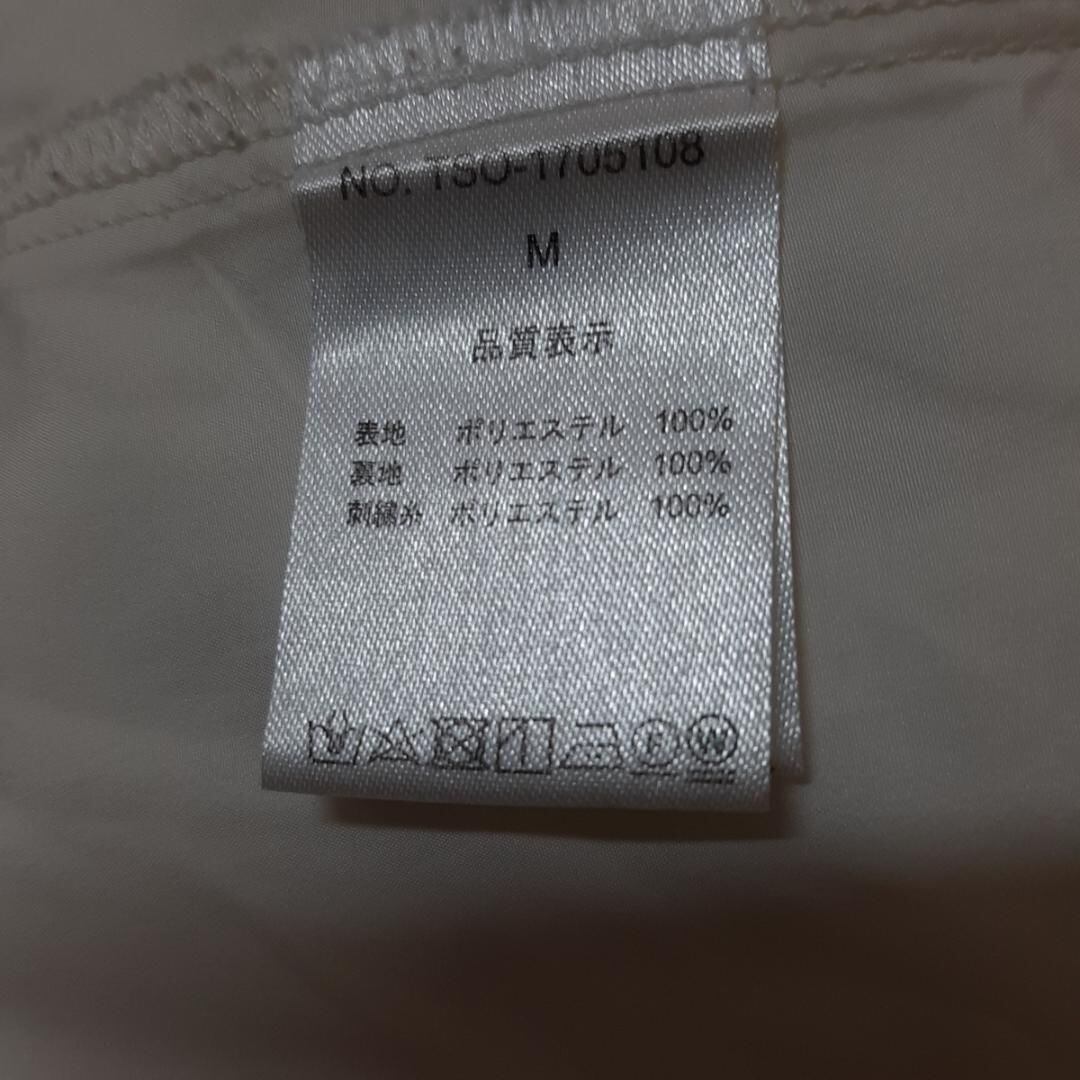 NO. TSO-1705108
M
品質表示
表地 ポリエステル 100%
裏地 ポリエステル 100%
刺繍糸 ポリエステル 100%
F W